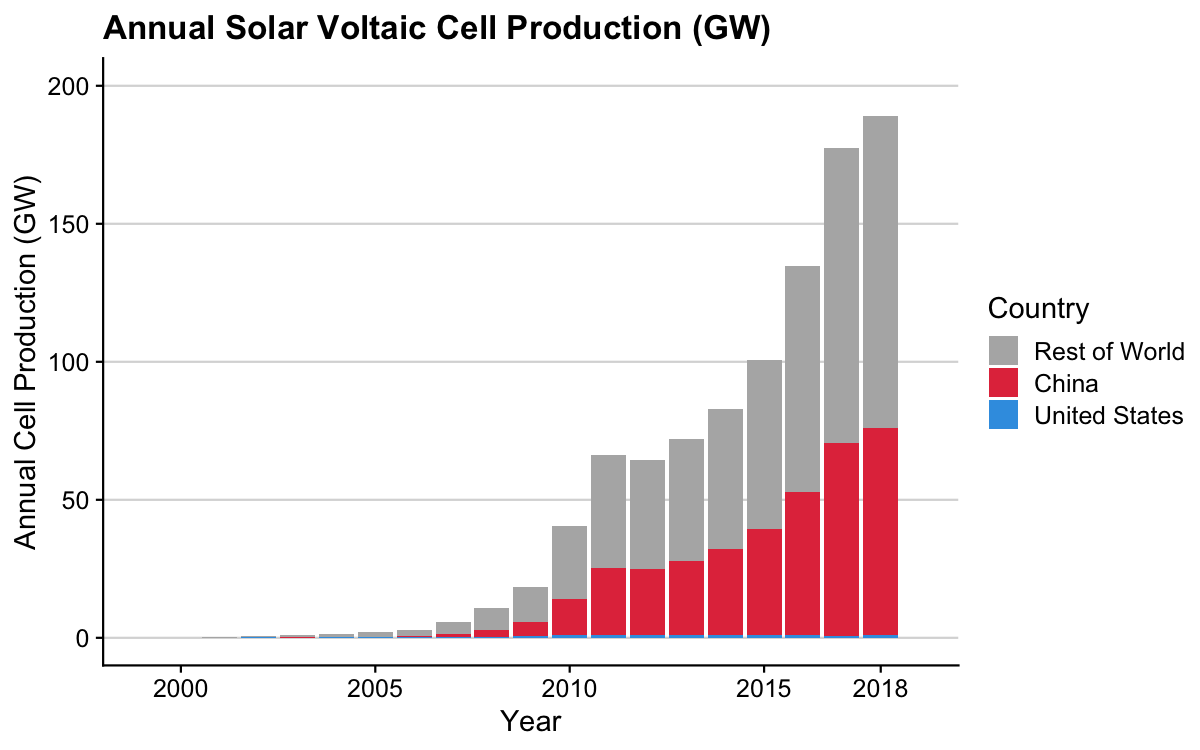 Annual Solar Voltaic Cell Production (GW)
Annual Cell Production (GW)
200
150
100
50
0
2000
2005
2010
2015
2018
Year
Country
Rest of World
China
United States